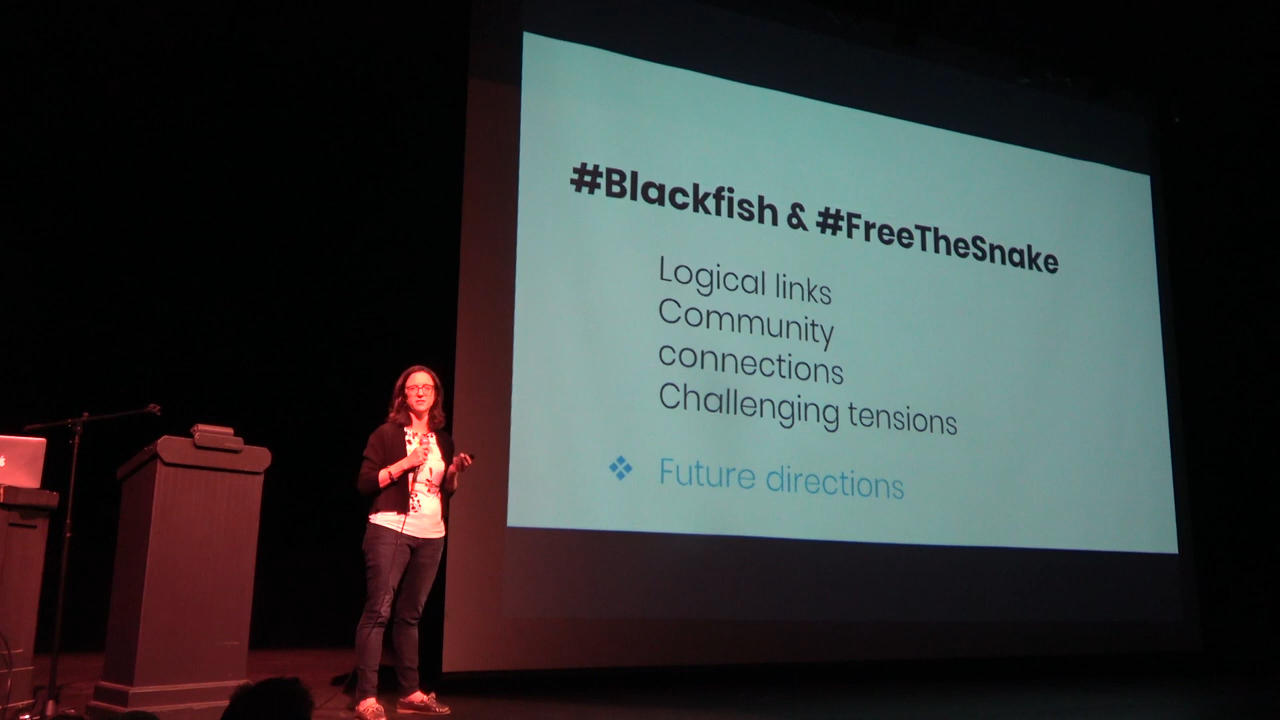 #Blackfish & #FreeTheSnake
Logical links
Community
connections
Challenging tensions
❖ Future directions